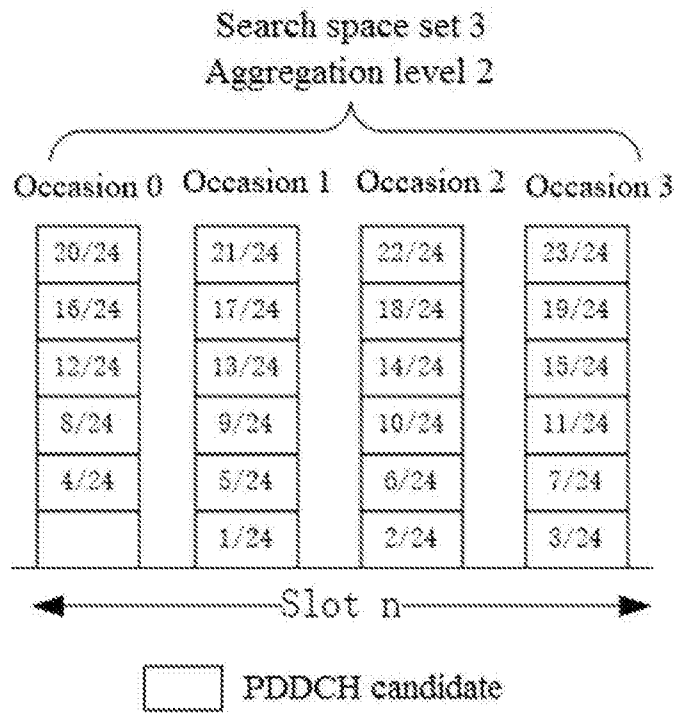 Search space set 3
Aggregation level 2
Occasion 0 Occasion 1 Occasion 2 Occasion 3
20/24 21/24 22/24 23/24
16/24 17/24 18/24 19/24
12/24 13/24 14/24 15/24
8/24 9/24 10/24 11/24
4/24 5/24 6/24 7/24
1/24 2/24 3/24
Slot n
PDDCH candidate